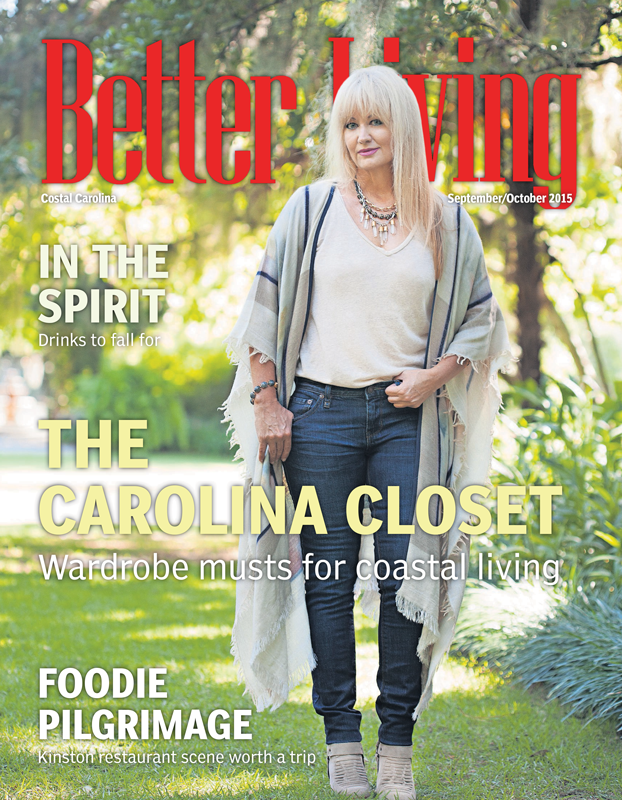 Better Living
Costal Carolina
September/October 2015
IN THE
SPIRIT
Drinks to fall for
THE
CAROLINA CLOSET
Wardrobe musts for coastal living
FOODIE
PILGRIMAGE
Kinston restaurant scene worth a trip